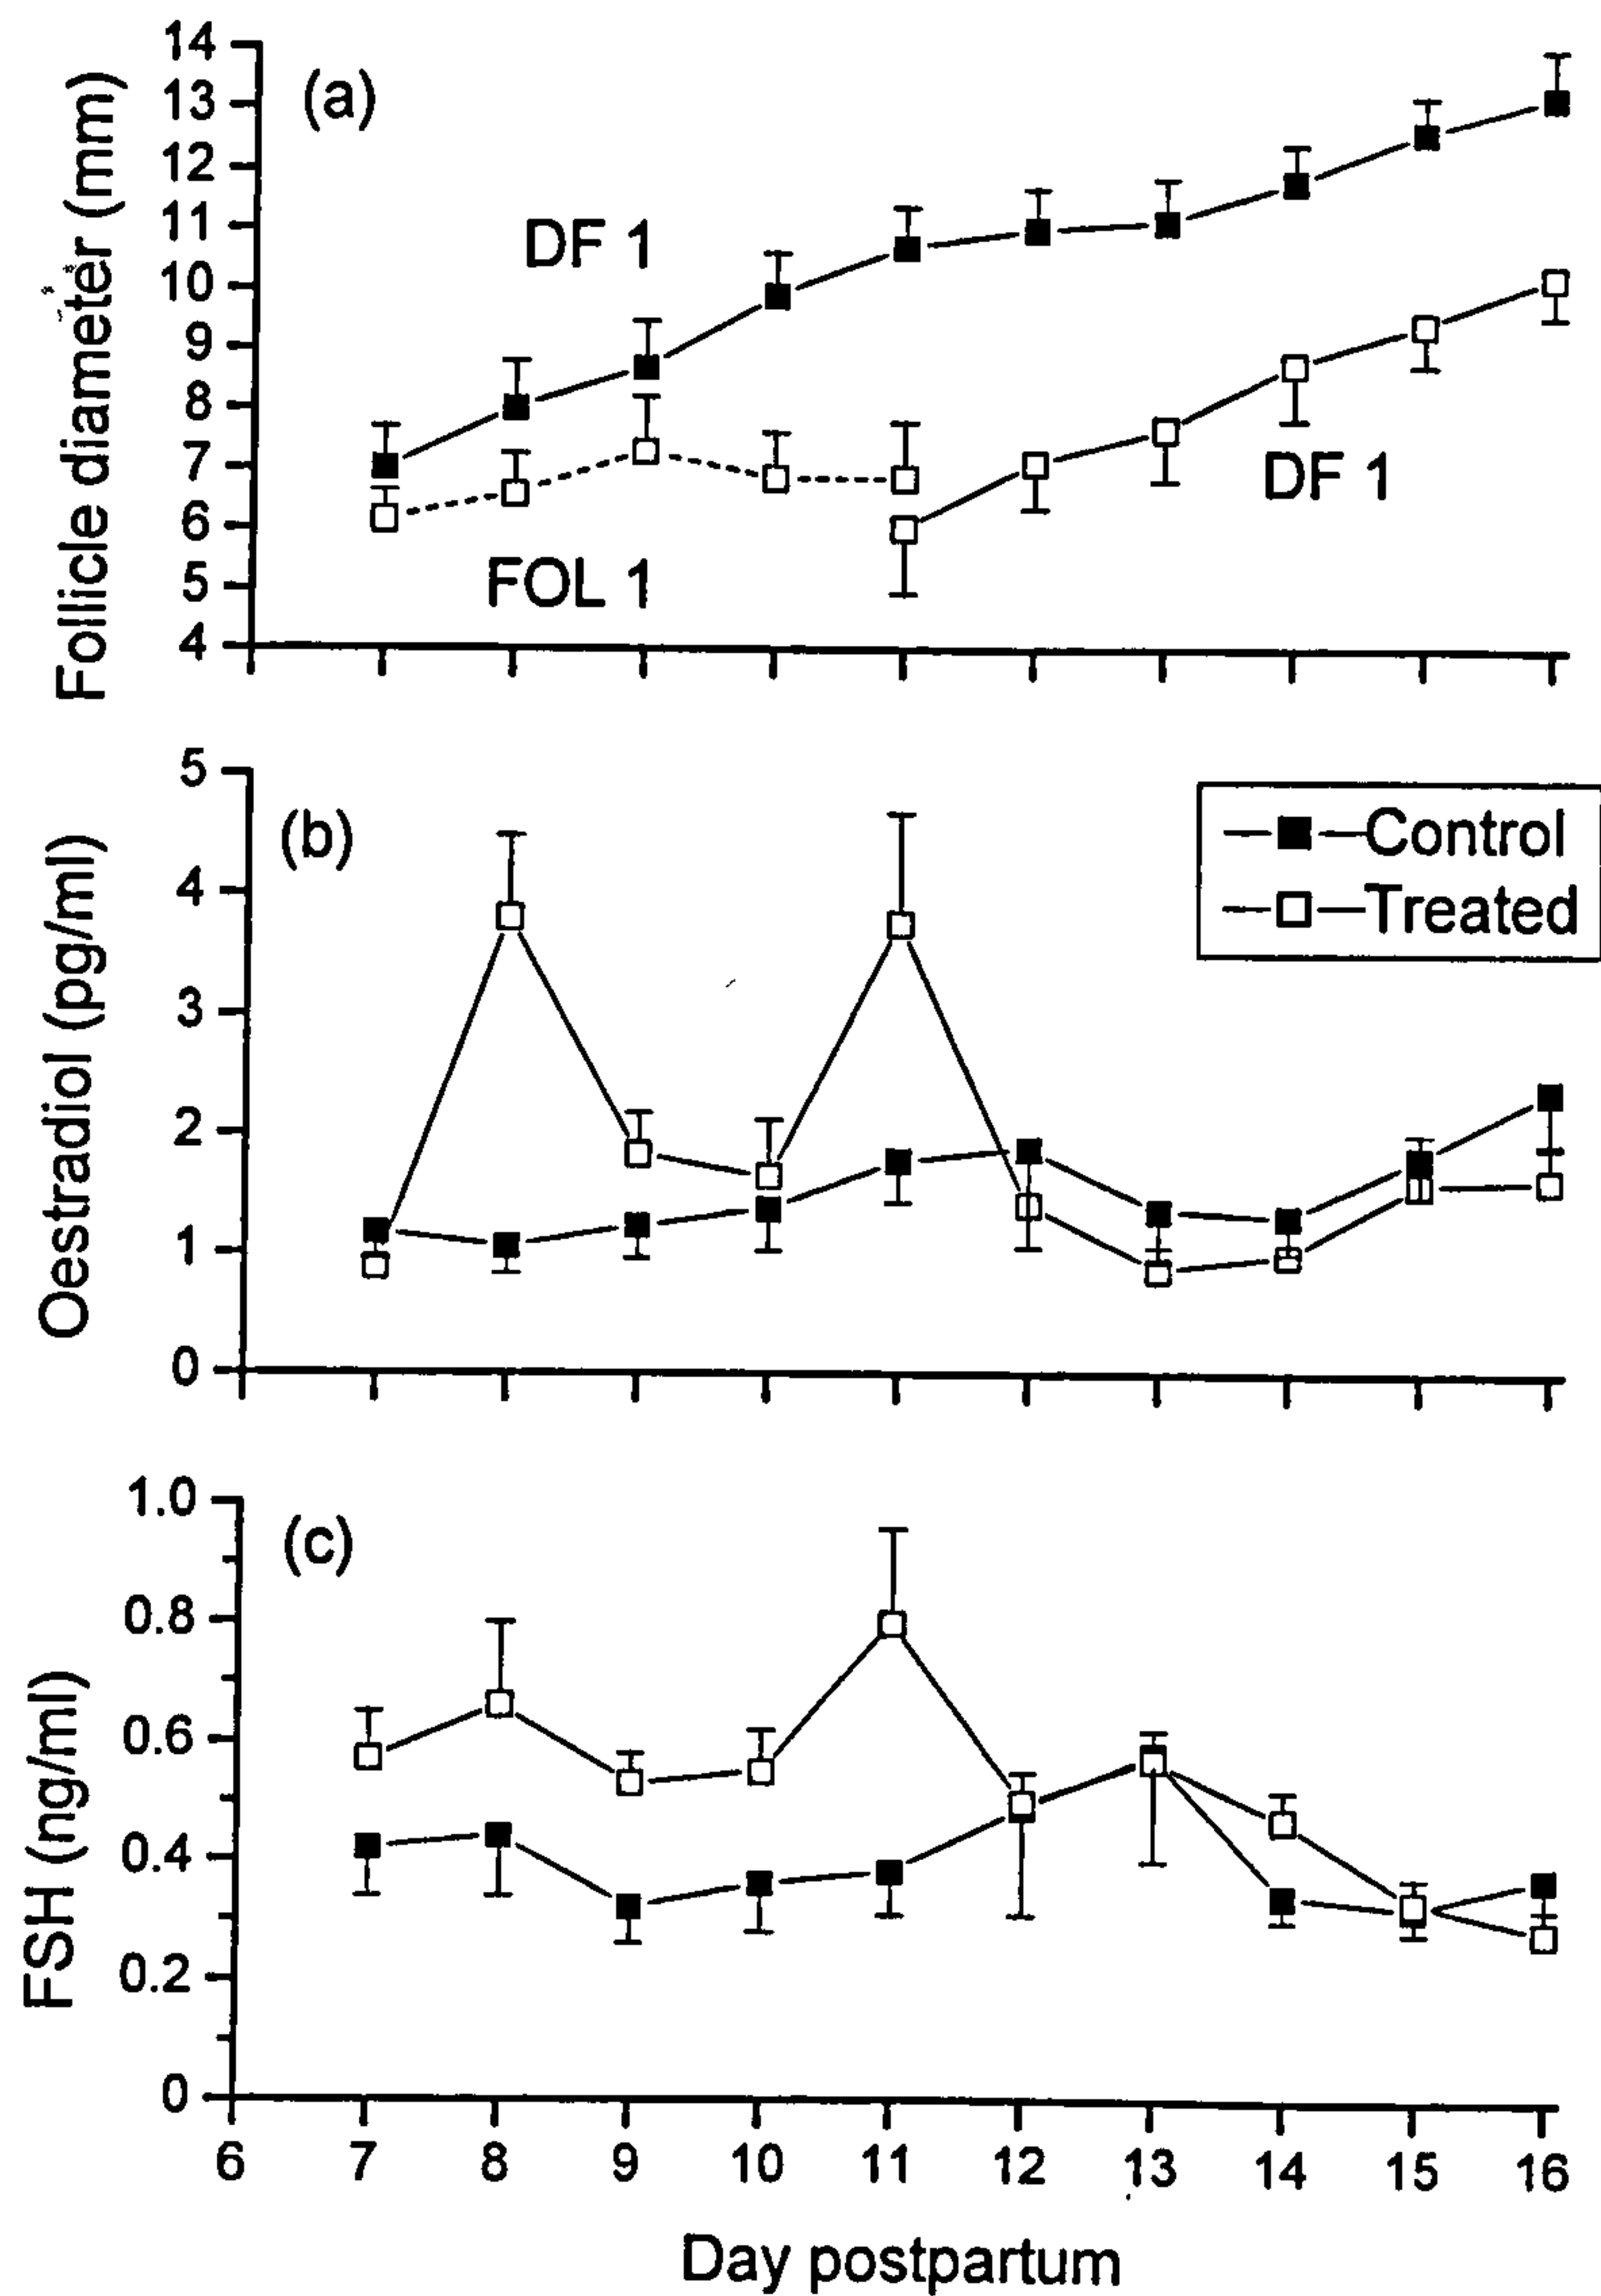 14
13
12
11
10
9
8
7
6
5
4
Follicle diameter (mm)
(a)
DF 1
FOL 1
DF 1
5
4
3
2
1
0
Oestradiol (pg/ml)
(b)
Control
Treated
1.0
0.8
0.6
0.4
0.2
0
FSH (ng/ml)
(c)
6 7 8 9 10 11 12 13 14 15 16
Day postpartum